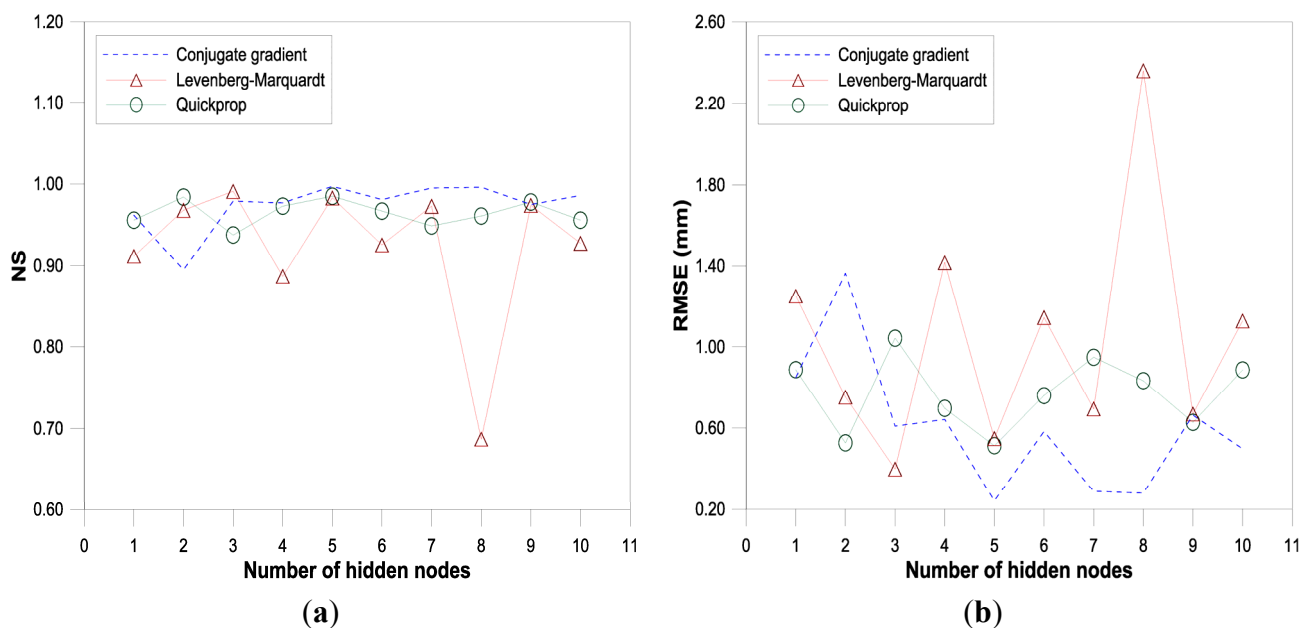 1.20
1.10
1.00
0.90
0.80
0.70
0.60
NS
Conjugate gradient
Levenberg-Marquardt
Quickprop
0 1 2 3 4 5 6 7 8 9 10 11
Number of hidden nodes
(a)
2.60
2.20
1.80
1.40
1.00
0.60
0.20
RMSE (mm)
Conjugate gradient
Levenberg-Marquardt
Quickprop
0 1 2 3 4 5 6 7 8 9 10 11
Number of hidden nodes
(b)